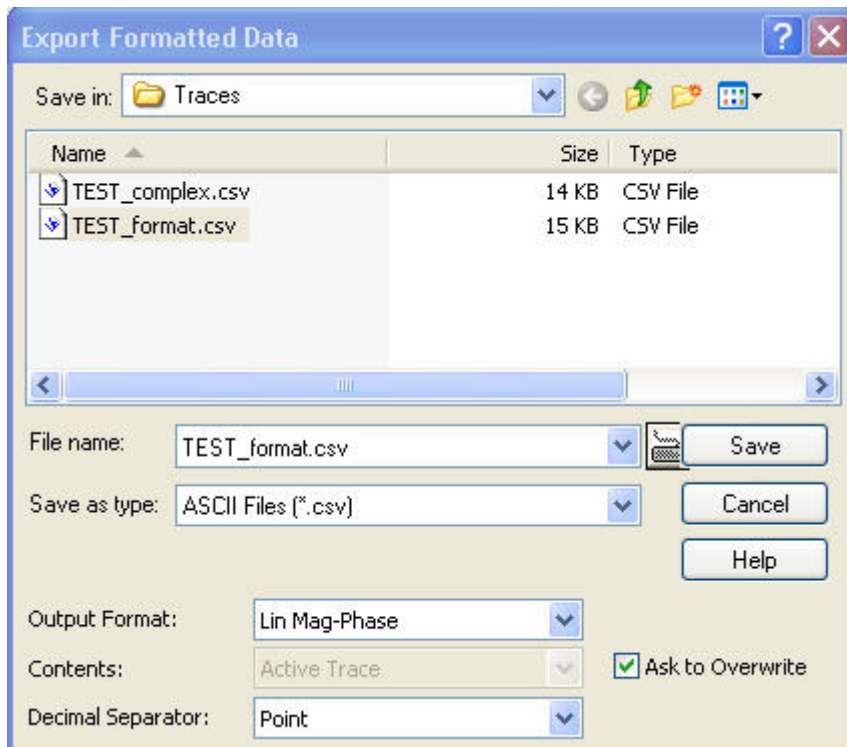 Export Formatted Data
Save in: Traces
Name Size Type
TEST_complex.csv 14 KB CSV File
TEST_format.csv 15 KB CSV File
File name: TEST_format.csv Save
Save as type: ASCII Files (*.csv) Cancel
Help
Output Format: Lin Mag-Phase
Contents: Active Trace Ask to Overwrite
Decimal Separator: Point